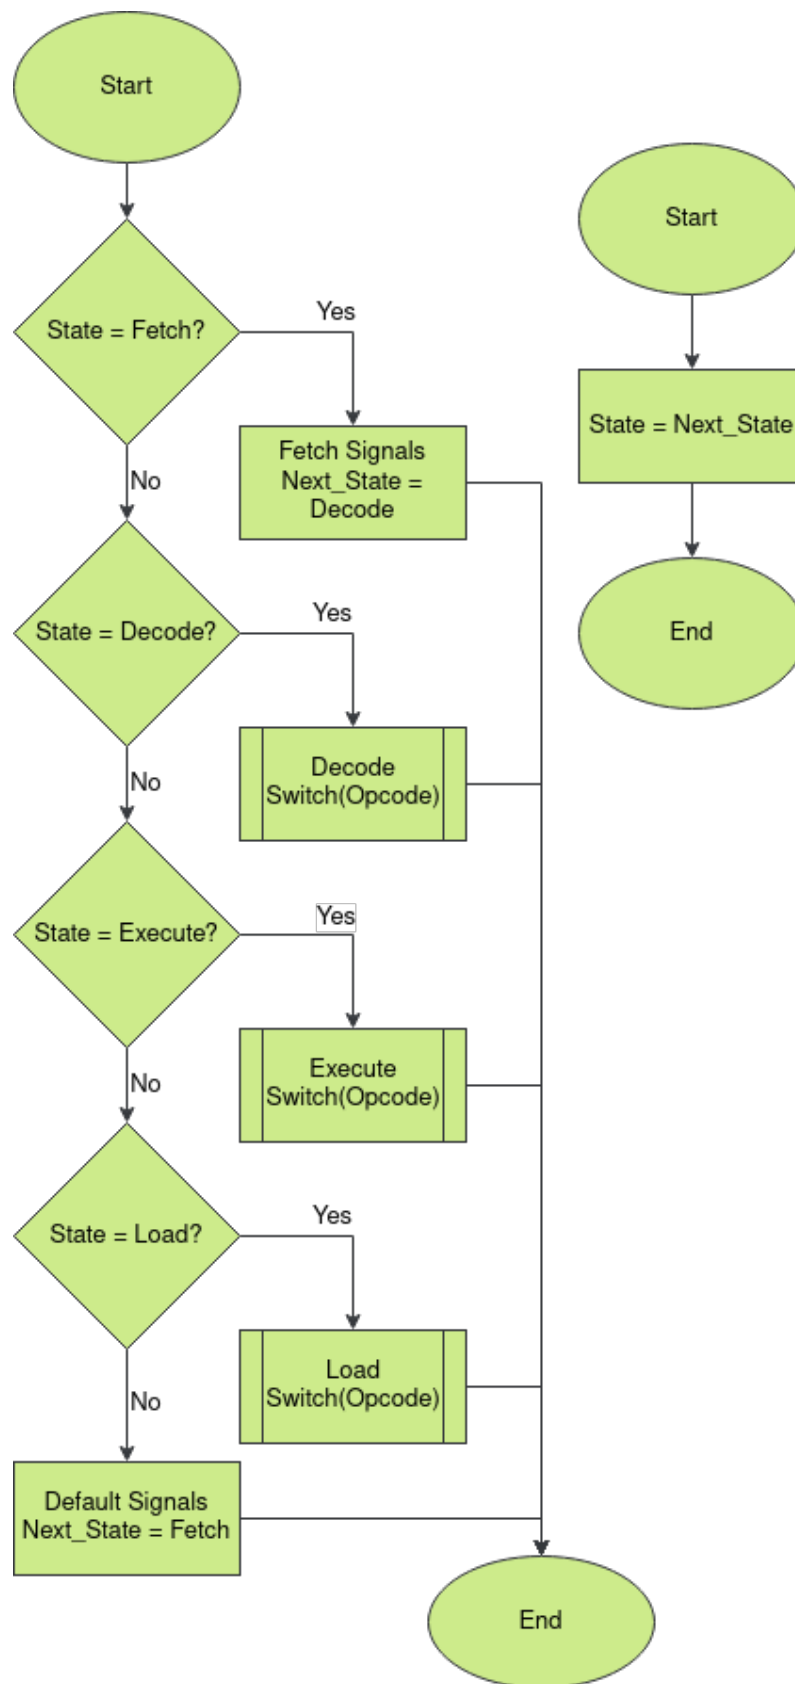 Start
State = Fetch?
Yes
Fetch Signals
Next_State =
Decode
No
State = Decode?
Yes
Decode
Switch(Opcode)
No
State = Execute?
Yes
Execute
Switch(Opcode)
No
State = Load?
Yes
Load
Switch(Opcode)
No
Default Signals
Next_State = Fetch
End
Start
State = Next_State
End